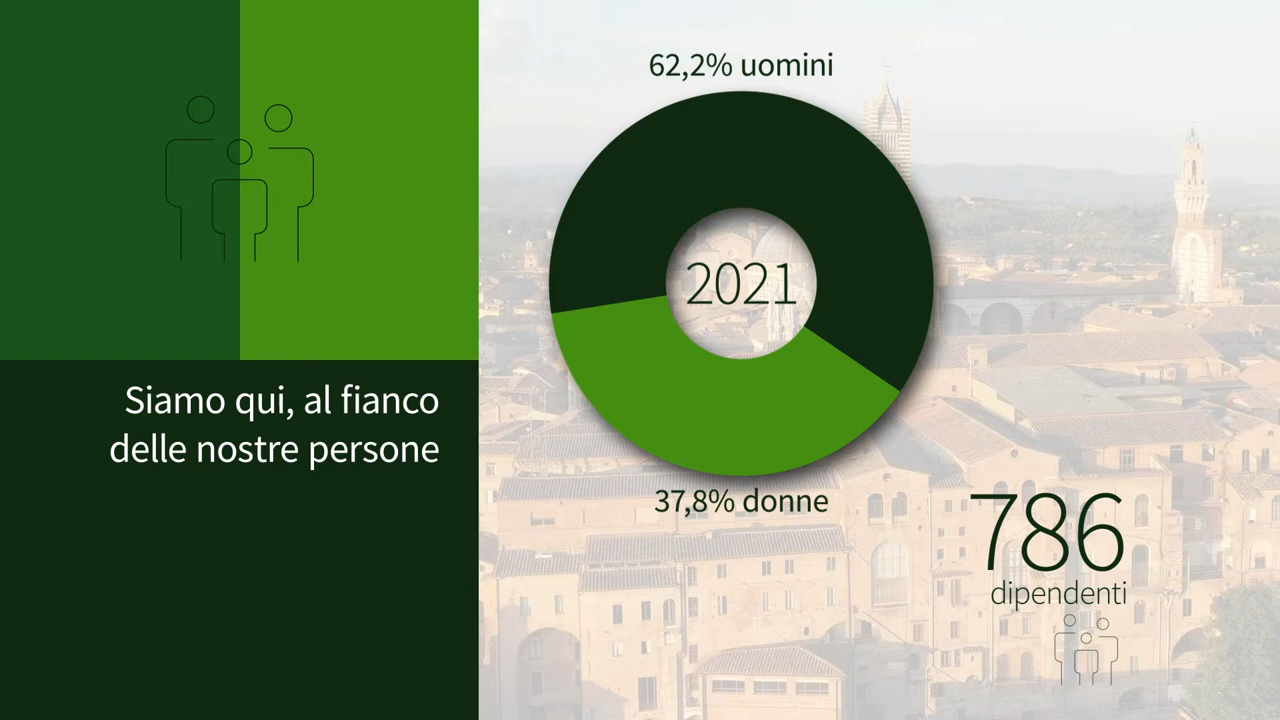 Siamo qui, al fianco
delle nostre persone
62,2% uomini
2021
37,8% donne
786
dipendenti